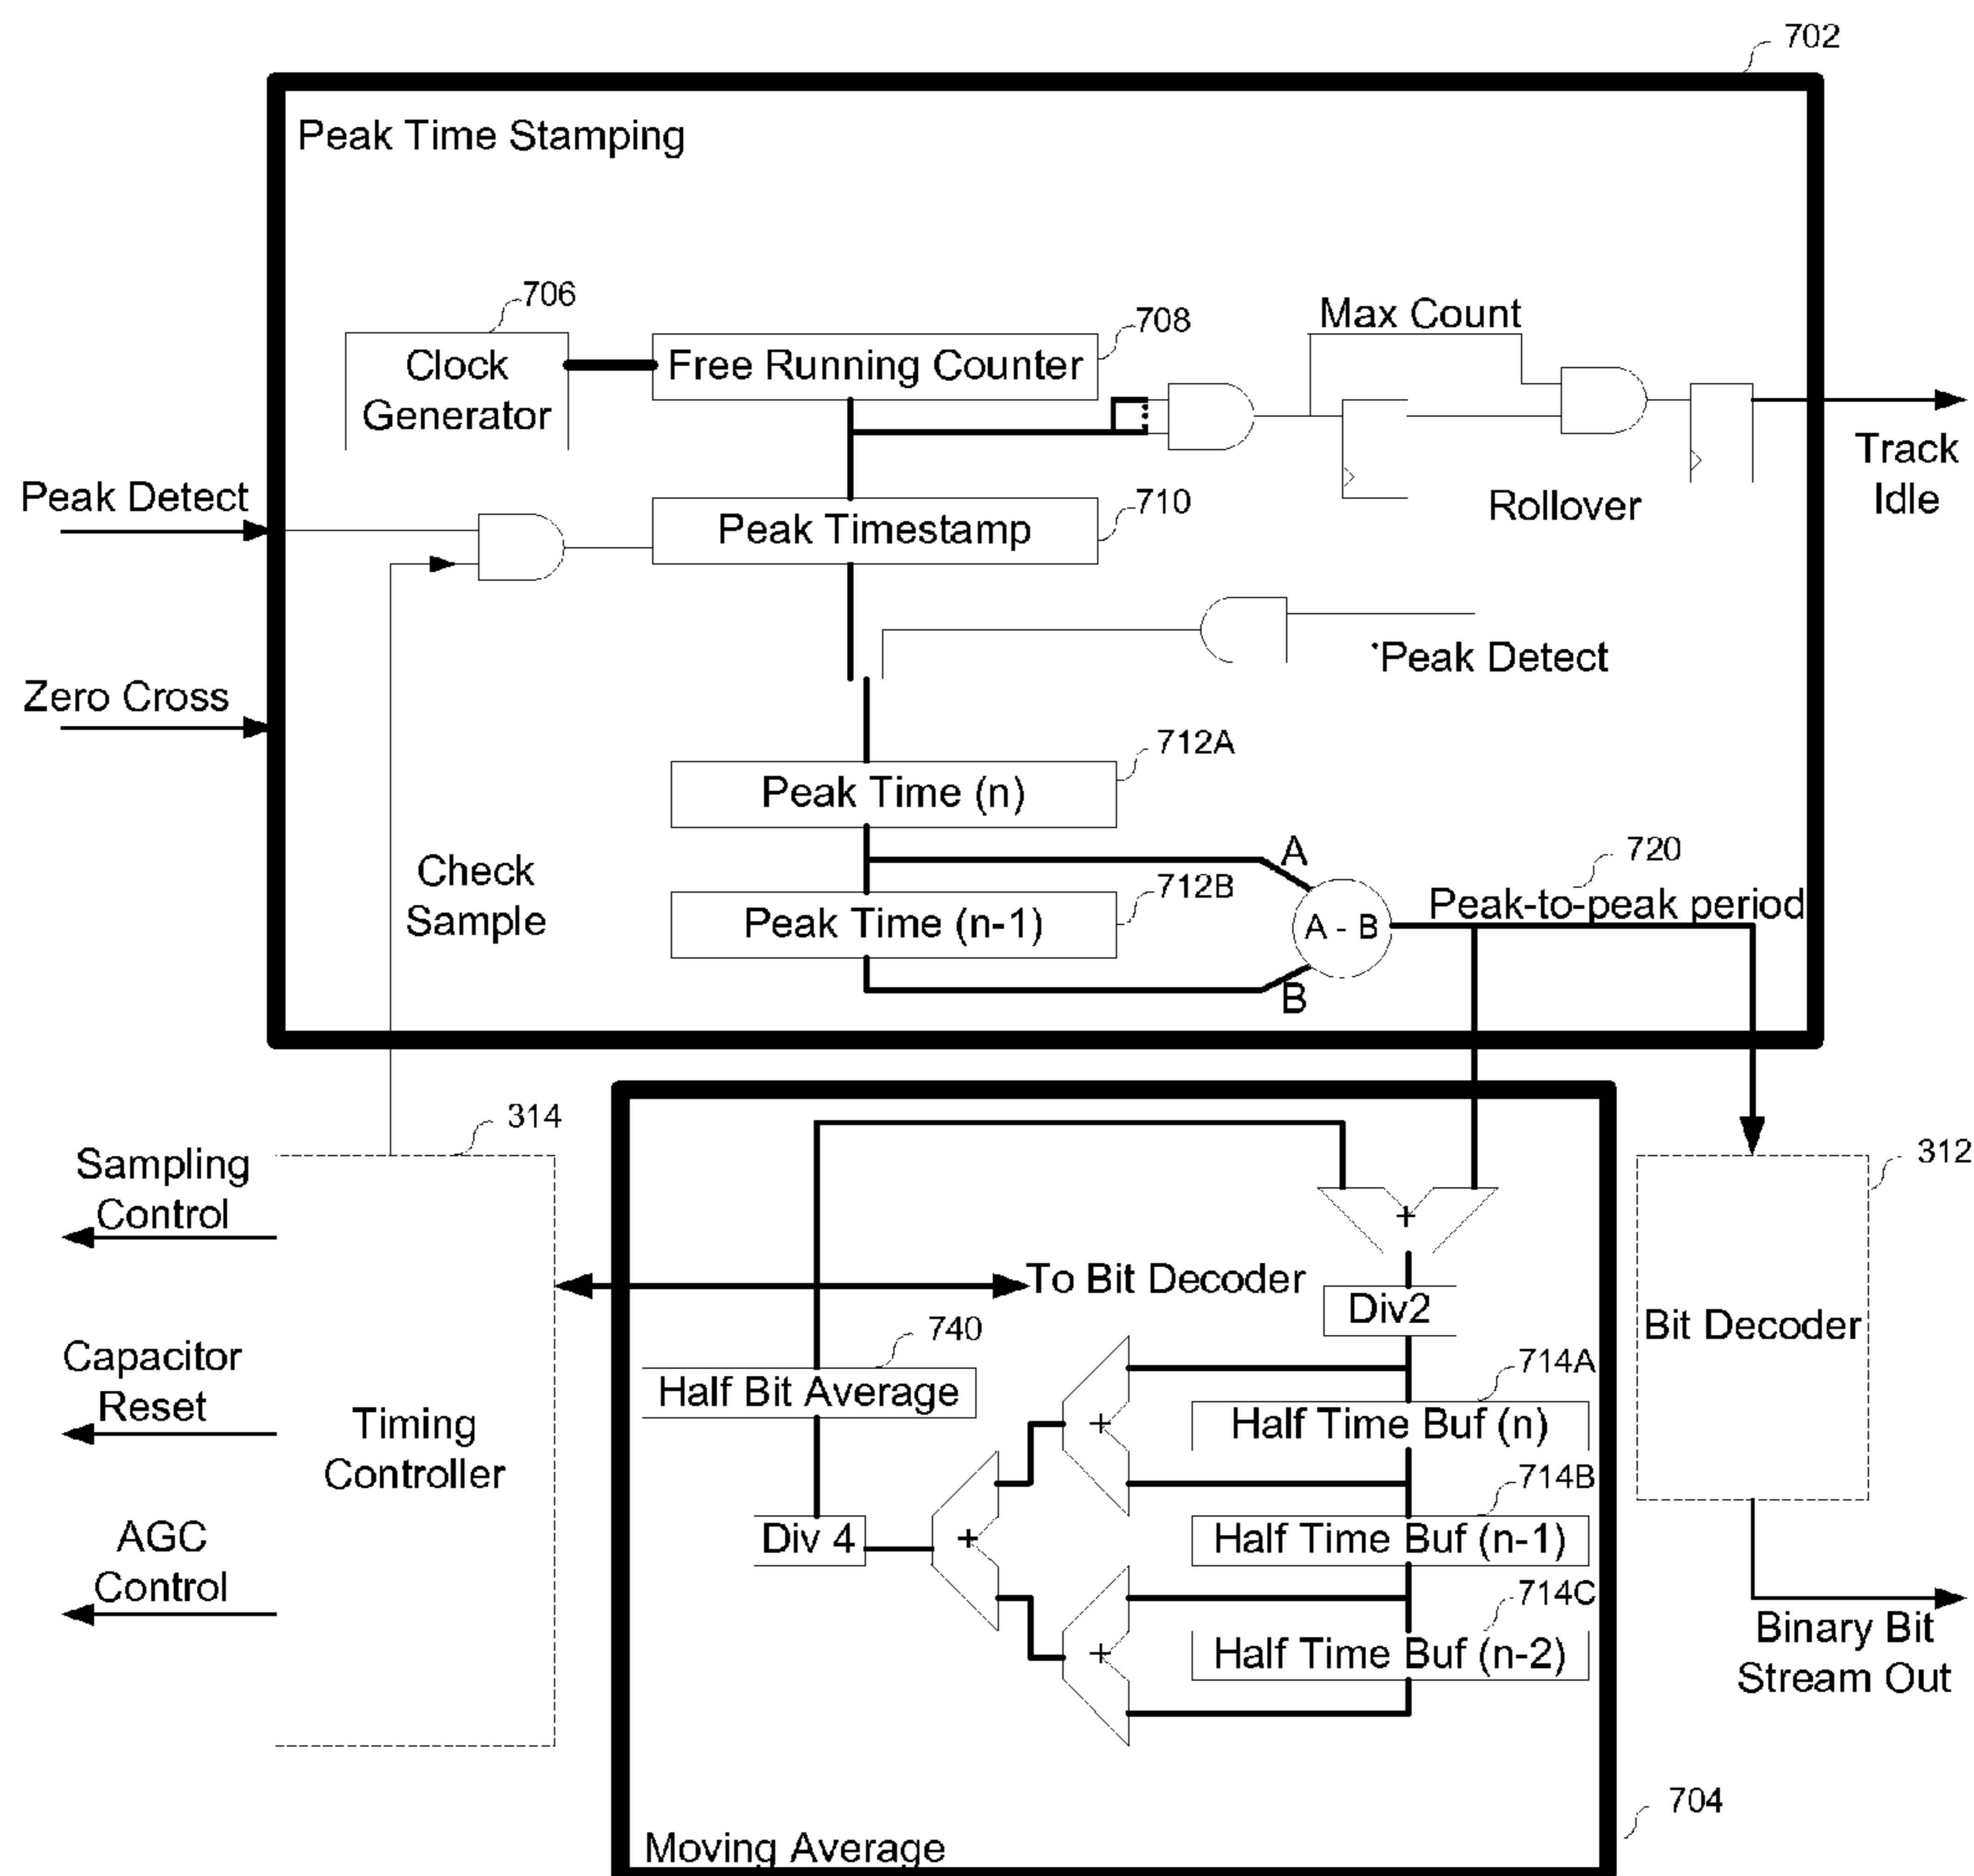 702
Peak Time Stamping
706
708
Max Count
Clock
Generator
Free Running Counter
Track
Idle
Peak Detect
710
Peak Timestamp
Rollover
Peak Detect
Zero Cross
712A
Peak Time (n)
Check
Sample
A
720
712B
Peak Time (n-1)
A - B
Peak-to-peak period
B
314
312
Sampling
Control
+
To Bit Decoder
Div2
Bit Decoder
740
Capacitor
Reset
714A
Half Bit Average
+
Half Time Buf (n)
Timing
Controller
714B
AGC
Control
Div 4
+
Half Time Buf (n-1)
714C
+
Half Time Buf (n-2)
Binary Bit
Stream Out
704
Moving Average